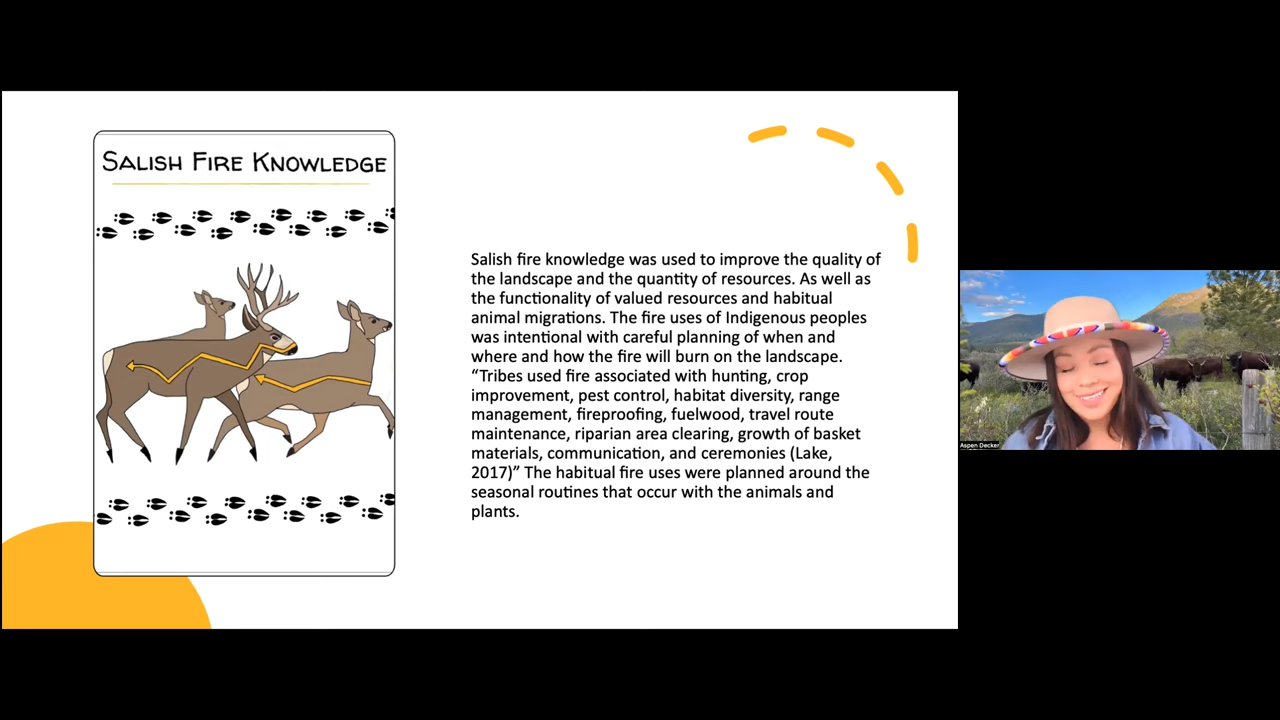 SALISH FIRE KNOWLEDGE
Salish fire knowledge was used to improve the quality of
the landscape and the quantity of resources. As well as
the functionality of valued resources and habitual
animal migrations. The fire uses of Indigenous peoples
was intentional with careful planning of when and
where and how the fire will burn on the landscape.
“Tribes used fire associated with hunting, crop
improvement, pest control, habitat diversity, range
management, fireproofing, fuelwood, travel route
maintenance, riparian area clearing, growth of basket
materials, communication, and ceremonies (Lake,
2017)” The habitual fire uses were planned around the
seasonal routines that occur with the animals and
plants.
Aspen Decker